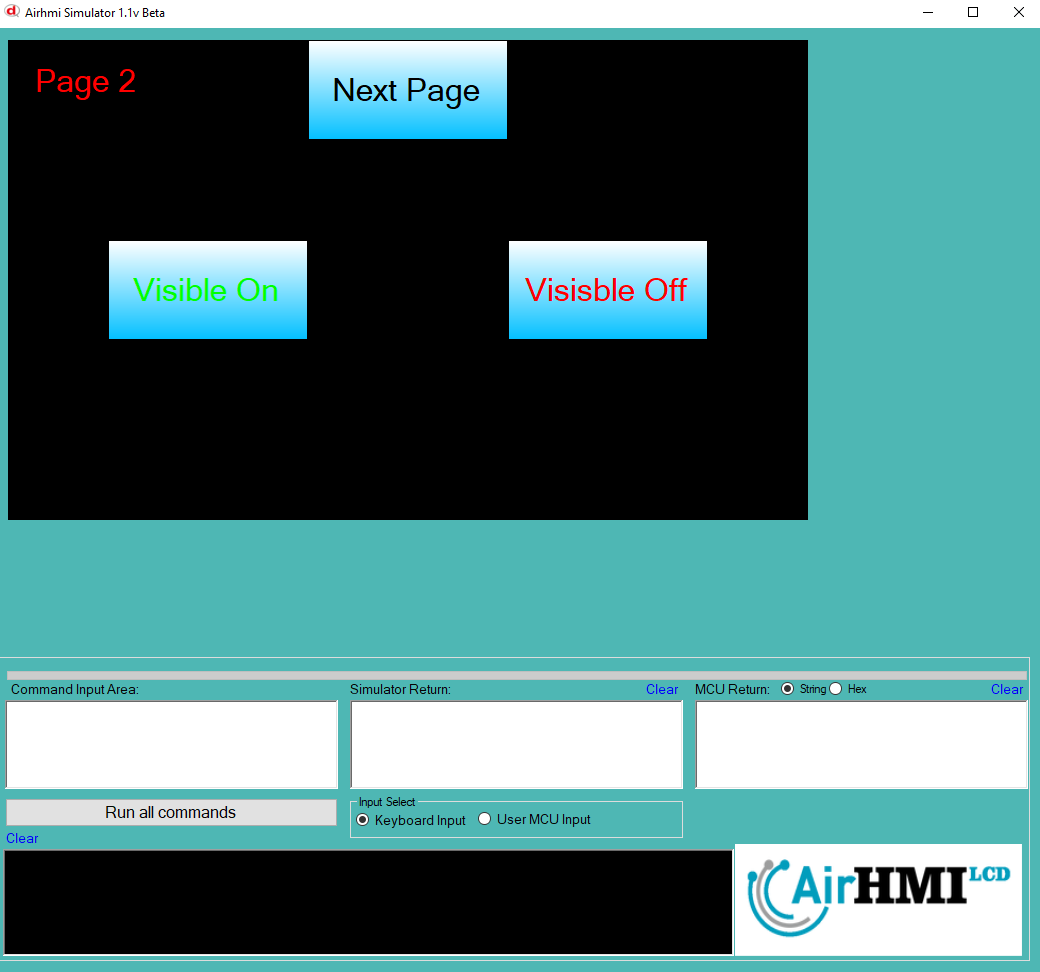 Airhmi Simulator 1.1v Beta
Page 2
Next Page
Visible On
Visisble Off
Command Input Area:
Simulator Return:
Clear
MCU Return:
String
Hex
Clear
Run all commands
Input Select
Keyboard Input
User MCU Input
Clear
AirHMI LCD